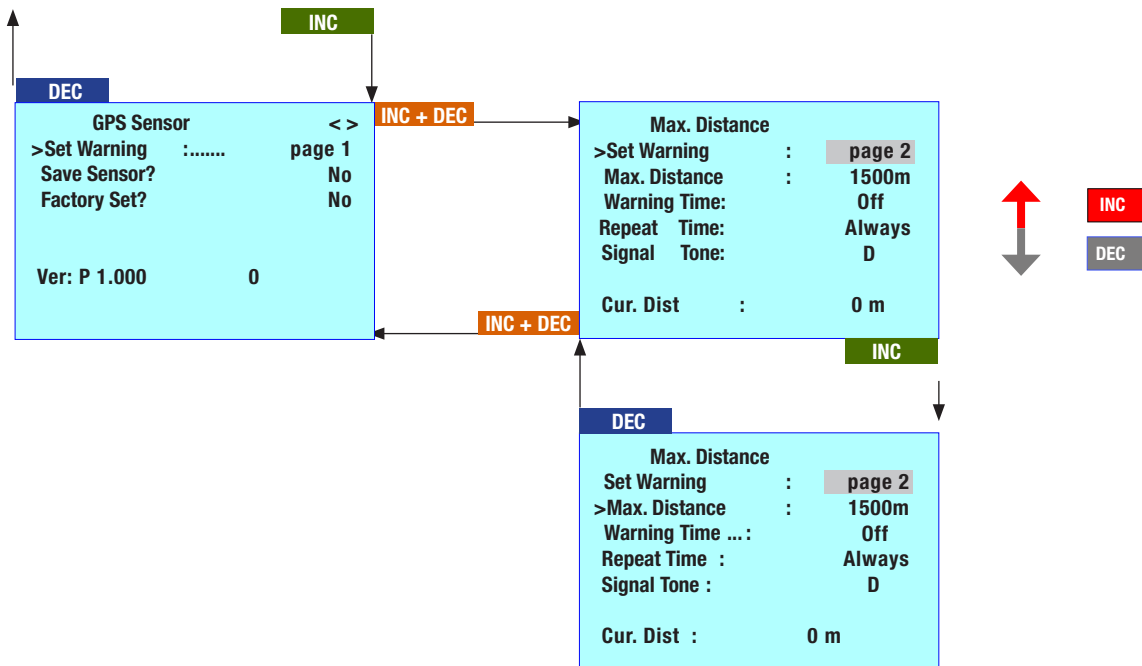 INC
DEC
GPS Sensor < >
>Set Warning :....... page 1
Save Sensor? No
Factory Set? No
Ver: P 1.000 0
INC + DEC
Max. Distance
>Set Warning : page 2
Max. Distance : 1500m
Warning Time: Off
Repeat Time: Always
Signal Tone: D
Cur. Dist : 0 m
INC
DEC
INC + DEC
INC
DEC
Max. Distance
Set Warning : page 2
>Max. Distance : 1500m
Warning Time ... : Off
Repeat Time : Always
Signal Tone : D
Cur. Dist : 0 m